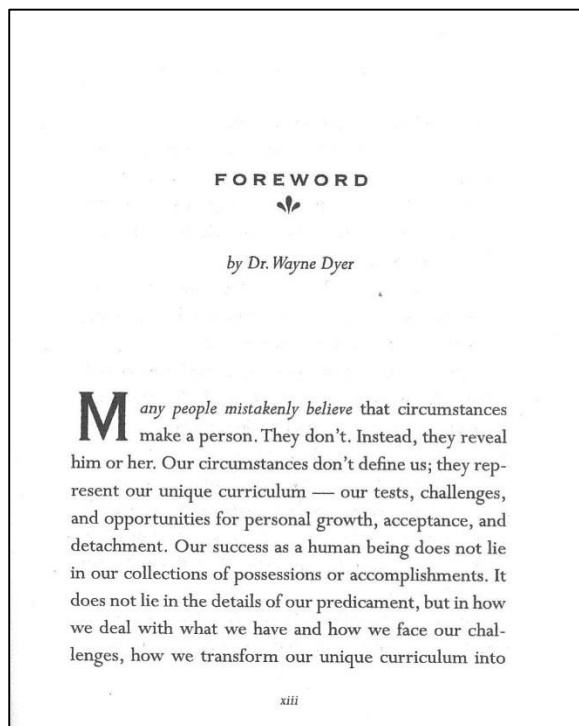 FOREWORD
by Dr. Wayne Dyer
Many people mistakenly believe that circumstances
make a person. They don't. Instead, they reveal
him or her. Our circumstances don't define us; they rep-
resent our unique curriculum — our tests, challenges,
and opportunities for personal growth, acceptance, and
detachment. Our success as a human being does not lie
in our collections of possessions or accomplishments. It
does not lie in the details of our predicament, but in how
we deal with what we have and how we face our chal-
lenges, how we transform our unique curriculum into
xiii